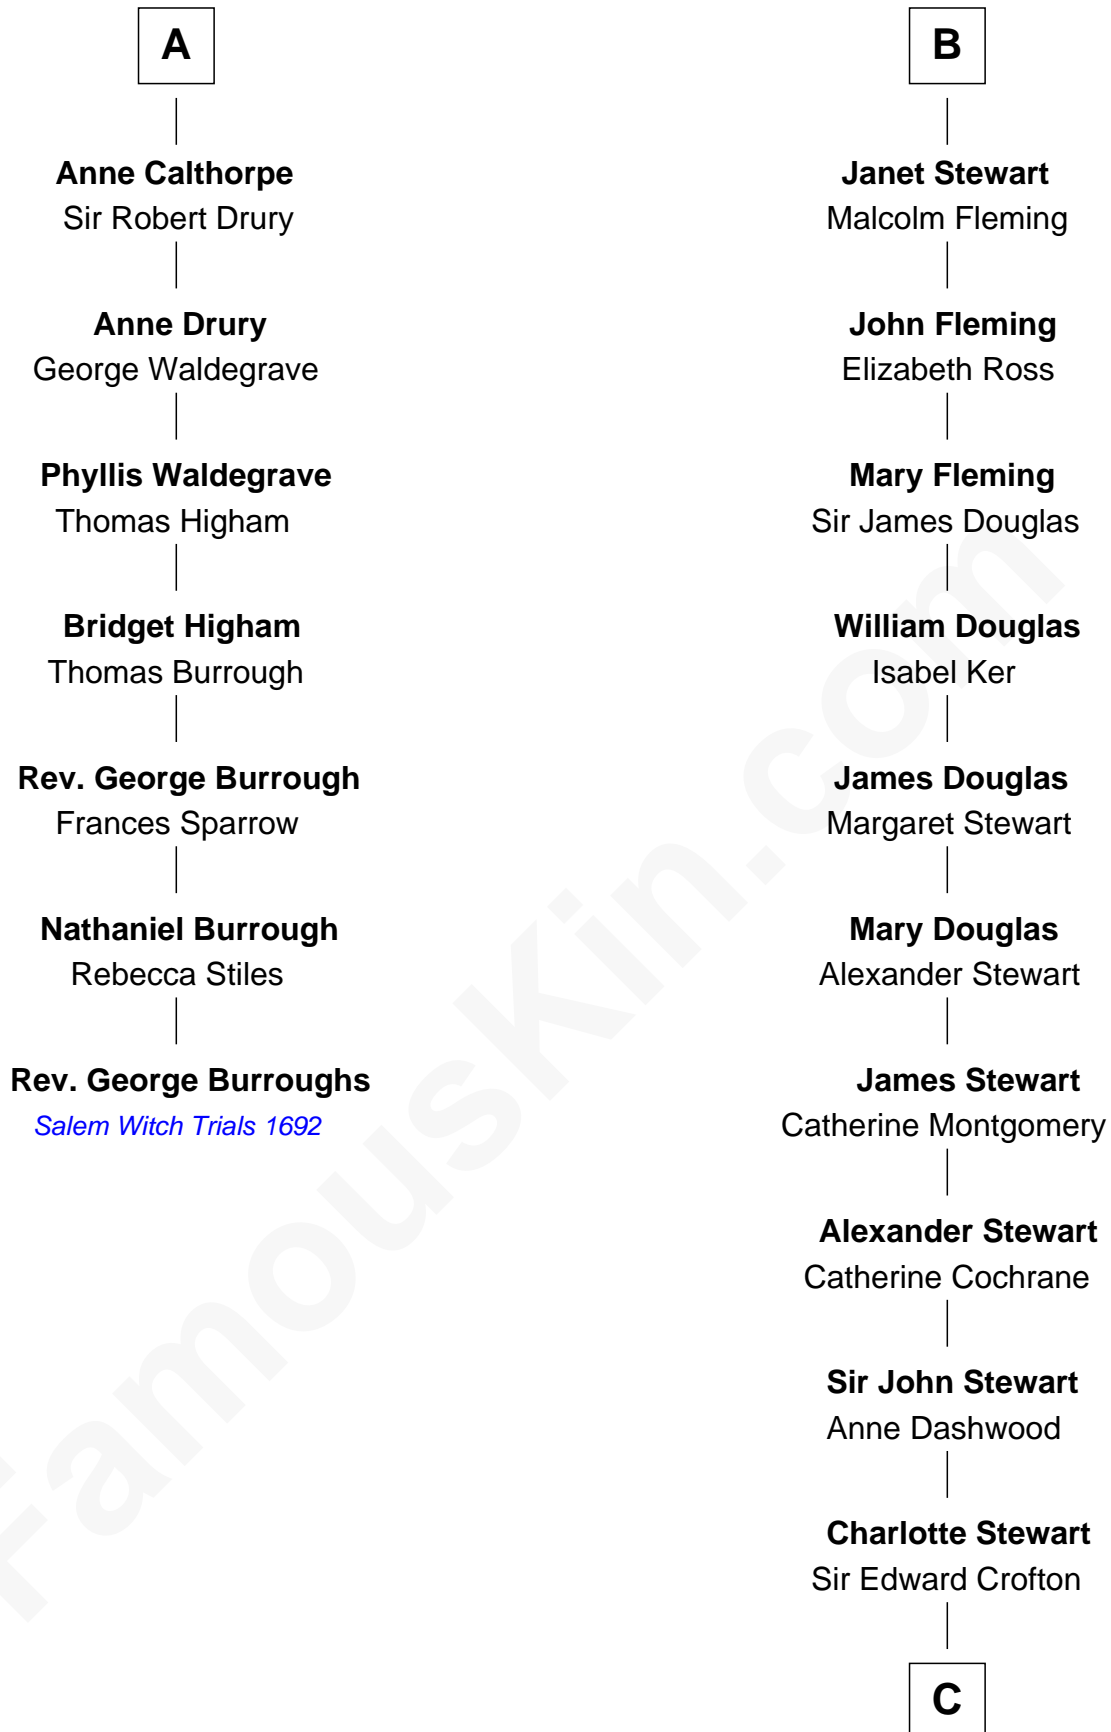 A
Anne Calthorpe
Sir Robert Drury
Anne Drury
George Waldegrave
Phyllis Waldegrave
Thomas Higham
Bridget Higham
Thomas Burrough
Rev. George Burrough
Frances Sparrow
Nathaniel Burrough
Rebecca Stiles
Rev. George Burroughs
Salem Witch Trials 1692
B
Janet Stewart
Malcolm Fleming
John Fleming
Elizabeth Ross
Mary Fleming
Sir James Douglas
William Douglas
Isabel Ker
James Douglas
Margaret Stewart
Mary Douglas
Alexander Stewart
James Stewart
Catherine Montgomery
Alexander Stewart
Catherine Cochrane
Sir John Stewart
Anne Dashwood
Charlotte Stewart
Sir Edward Crofton
C
FamousKin.com